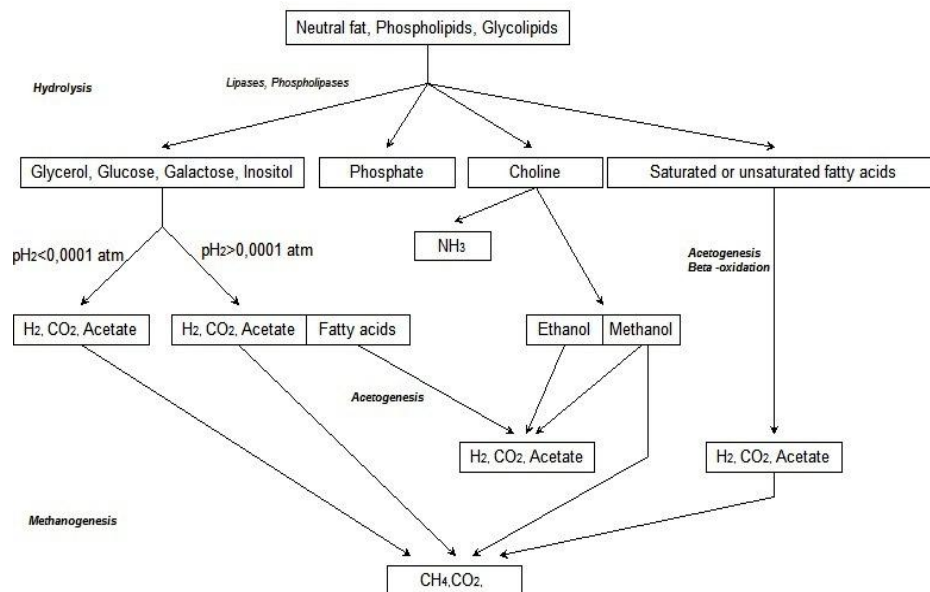 Neutral fat, Phospholipids, Glycolipids
Lipases, Phospholipases
Hydrolysis
Glycerol, Glucose, Galactose, Inositol
Phosphate
Choline
Saturated or unsaturated fatty acids
pH2<0,0001 atm
pH2>0,0001 atm
NH3
Acetogenesis
Beta -oxidation
H2, CO2, Acetate
H2, CO2, Acetate
Fatty acids
Ethanol
Methanol
Acetogenesis
H2, CO2, Acetate
H2, CO2, Acetate
Methanogenesis
CH4,CO2,